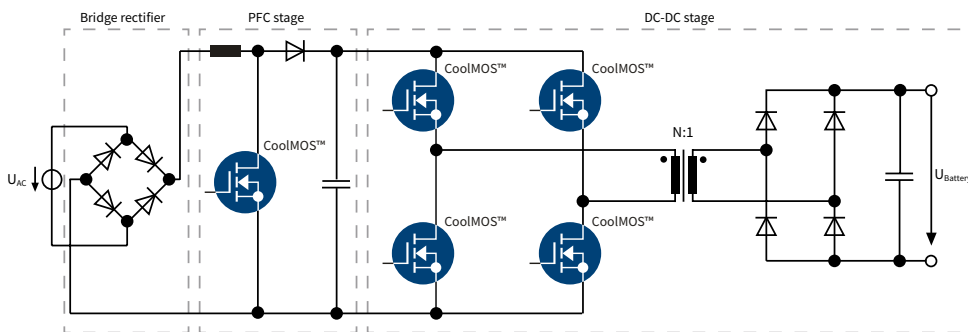 Bridge rectifier
PFC stage
DC-DC stage
CoolMOS™
CoolMOS™
N:1
CoolMOS™
U_AC
U_Battery
CoolMOS™
CoolMOS™